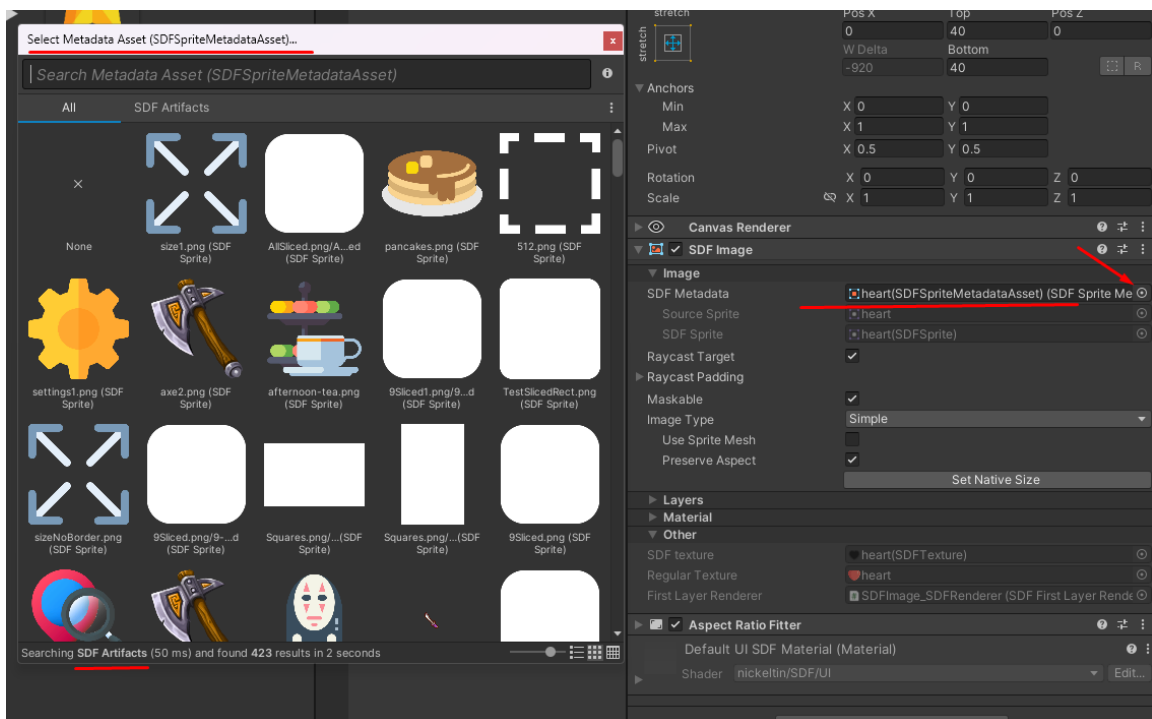 Select Metadata Asset (SDFSpriteMetadataAsset)...
x
Search Metadata Asset (SDFSpriteMetadataAsset)
All SDF Artifacts
None
size1.png (SDF
Sprite)
AllSliced.png/A...ed
(SDF Sprite)
pancakes.png (SDF
Sprite)
512.png (SDF
Sprite)
settings1.png (SDF
Sprite)
axe2.png (SDF
Sprite)
afternoon-tea.png
(SDF Sprite)
9Sliced1.png/9...d
(SDF Sprite)
TestSlicedRect.png
(SDF Sprite)
sizeNoBorder.png
(SDF Sprite)
9Sliced.png/9-...d
(SDF Sprite)
Squares.png/...(SDF
Sprite)
Squares.png/...(SDF
Sprite)
9Sliced.png (SDF
Sprite)
Searching SDF Artifacts (50 ms) and found 423 results in 2 seconds
stretch Pos X Top Pos Z
stretch
0 40 0
W Delta Bottom
-920 40 R
Anchors
Min X 0 Y 0
Max X 1 Y 1
Pivot X 0.5 Y 0.5
Rotation X 0 Y 0 Z 0
Scale X 1 Y 1 Z 1
Canvas Renderer
SDF Image
Image
SDF Metadata heart(SDFSpriteMetadataAsset) (SDF Sprite Me
Source Sprite heart
SDF Sprite heart(SDFSprite)
Raycast Target
Raycast Padding
Maskable
Image Type Simple
Use Sprite Mesh
Preserve Aspect
Set Native Size
Layers
Material
Other
SDF texture heart(SDFTexture)
Regular Texture heart
First Layer Renderer SDFImage_SDFRenderer (SDF First Layer Rende
Aspect Ratio Fitter
Default UI SDF Material (Material)
Shader nickeltin/SDF/UI Edit...